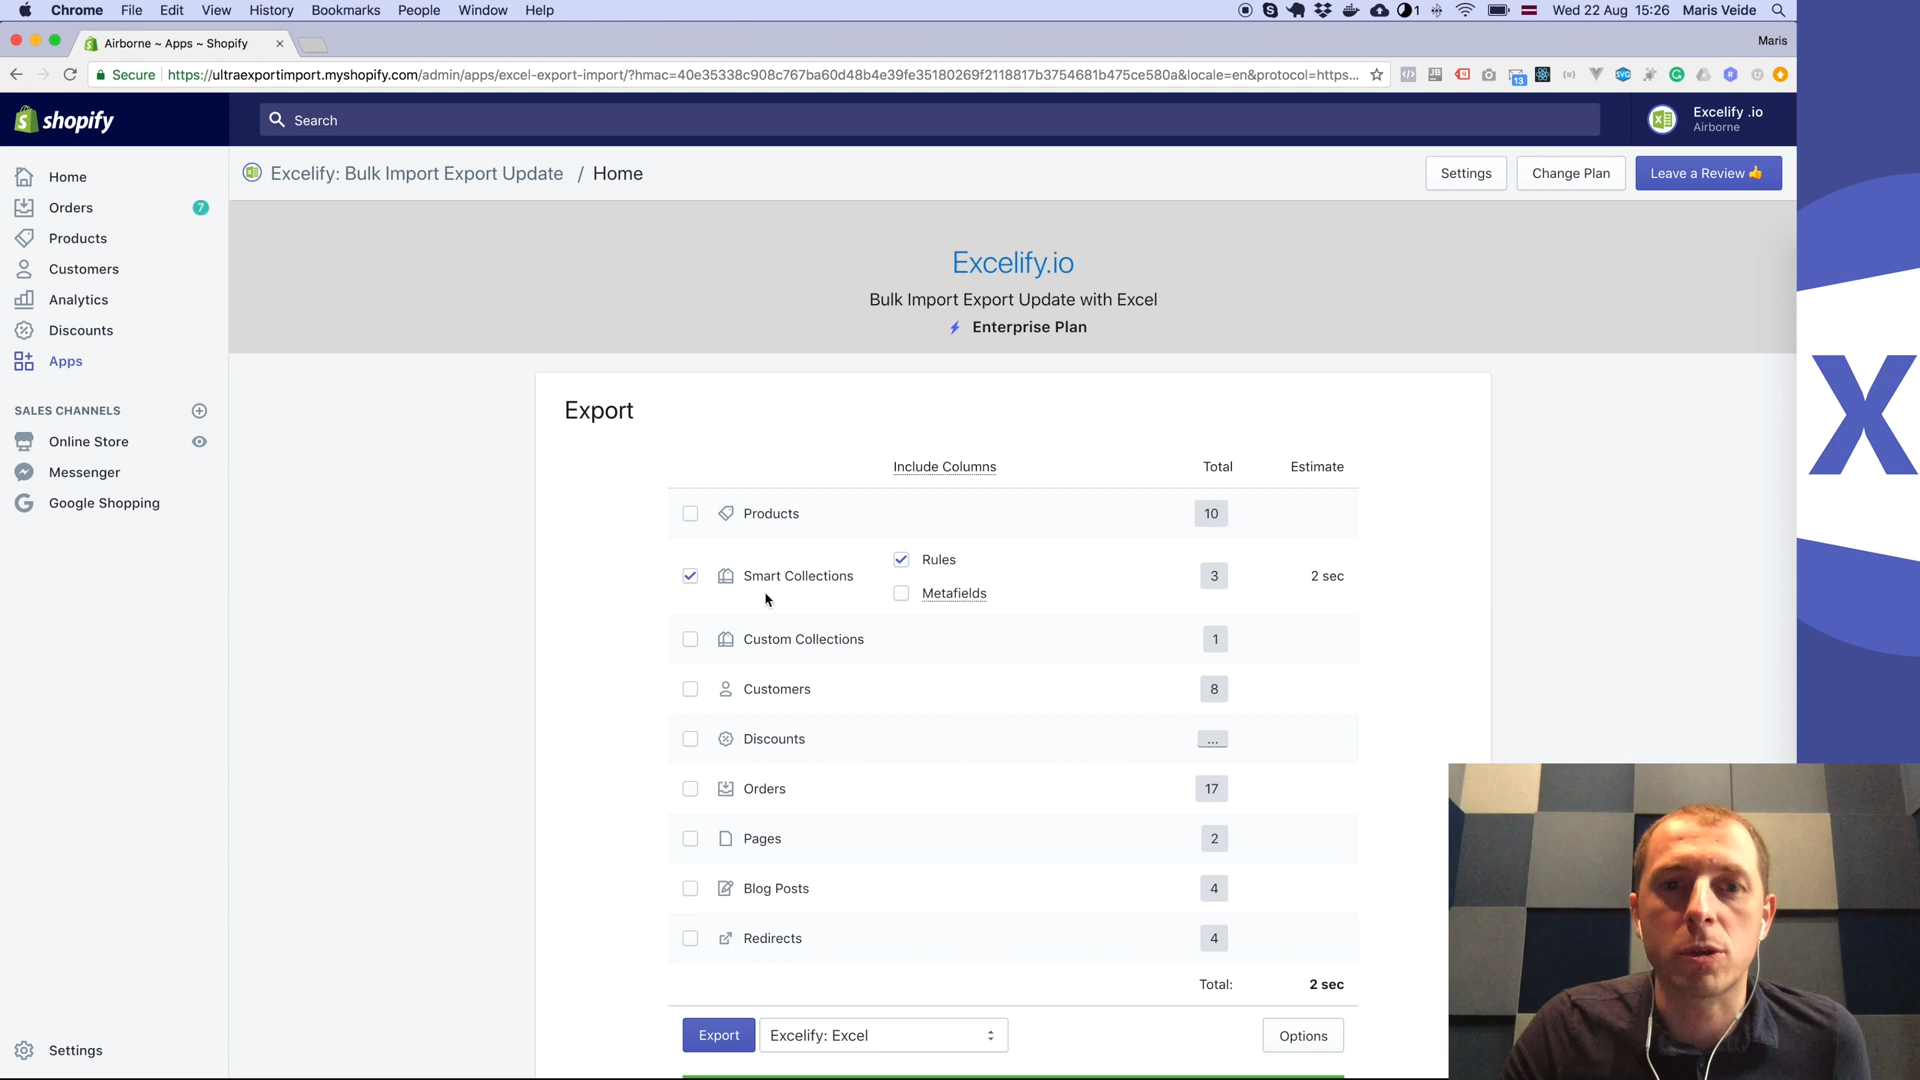 Chrome File Edit View History Bookmarks People Window Help
1 Wed 22 Aug 15:26 Maris Veide
Airborne ~ Apps ~ Shopify
Maris
Secure https://ultraexportimport.myshopify.com/admin/apps/excel-export-import/?hmac=40e35338c908c767ba60d48b4e39fe35180269f2118817b3754681b475ce580a&locale=en&protocol=https...
13
shopify
Search
Excelify .io
Airborne
Home
Orders 7
Products
Customers
Analytics
Discounts
Apps
SALES CHANNELS
Online Store
Messenger
Google Shopping
Settings
Excelify: Bulk Import Export Update / Home
Settings
Change Plan
Leave a Review 👍
Excelify.io
Bulk Import Export Update with Excel
Enterprise Plan
Export
Include Columns Total Estimate
Products 10
Smart Collections Rules 3 2 sec
Metafields
Custom Collections 1
Customers 8
Discounts ...
Orders 17
Pages 2
Blog Posts 4
Redirects 4
Total: 2 sec
Export Excelify: Excel Options
X